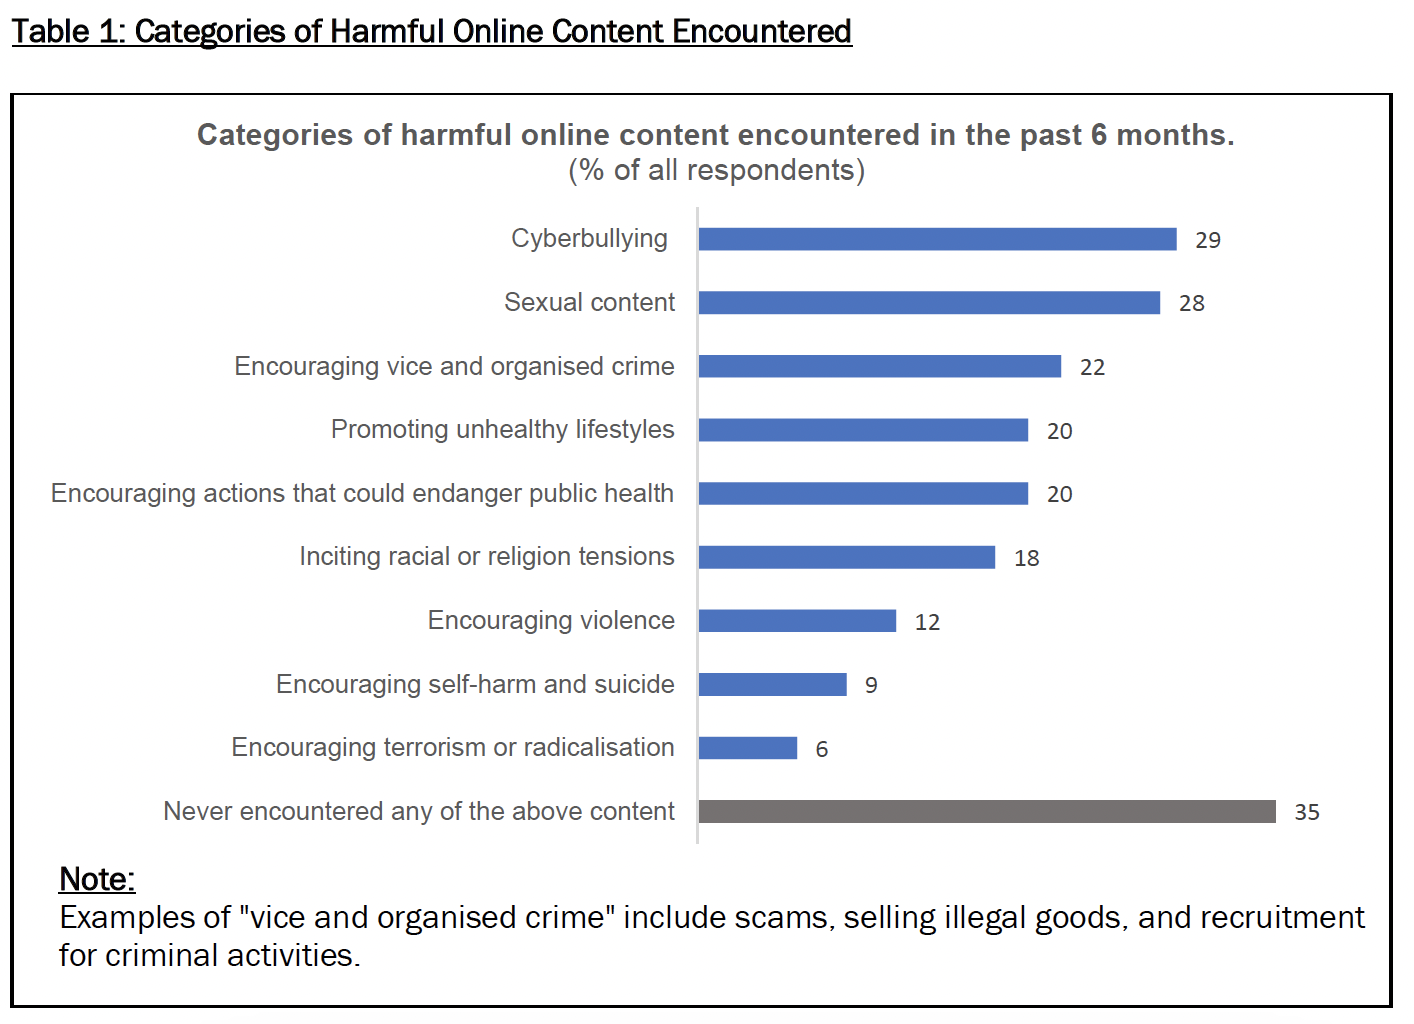 Table 1: Categories of Harmful Online Content Encountered
Categories of harmful online content encountered in the past 6 months.
(% of all respondents)
Cyberbullying 29
Sexual content 28
Encouraging vice and organised crime 22
Promoting unhealthy lifestyles 20
Encouraging actions that could endanger public health 20
Inciting racial or religion tensions 18
Encouraging violence 12
Encouraging self-harm and suicide 9
Encouraging terrorism or radicalisation 6
Never encountered any of the above content 35
Note:
Examples of "vice and organised crime" include scams, selling illegal goods, and recruitment
for criminal activities.